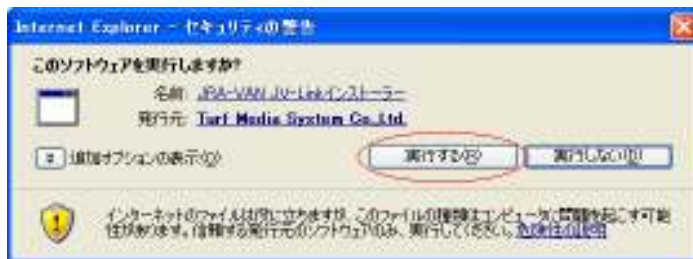 Internet Explorer - セキュリティの警告
このソフトウェアを実行しますか?
名前: JRA-VAN JV-Linkインストーラー
発行元: Turf Media System Co.,Ltd.
追加オプションの表示(O)
実行する(R)
実行しない(D)
インターネットのファイルは役に立ちますが、このファイルの種類はコンピュータに問題を起こす可能
性があります。信頼する発行元のソフトウェアのみ、実行してください。危険性の説明